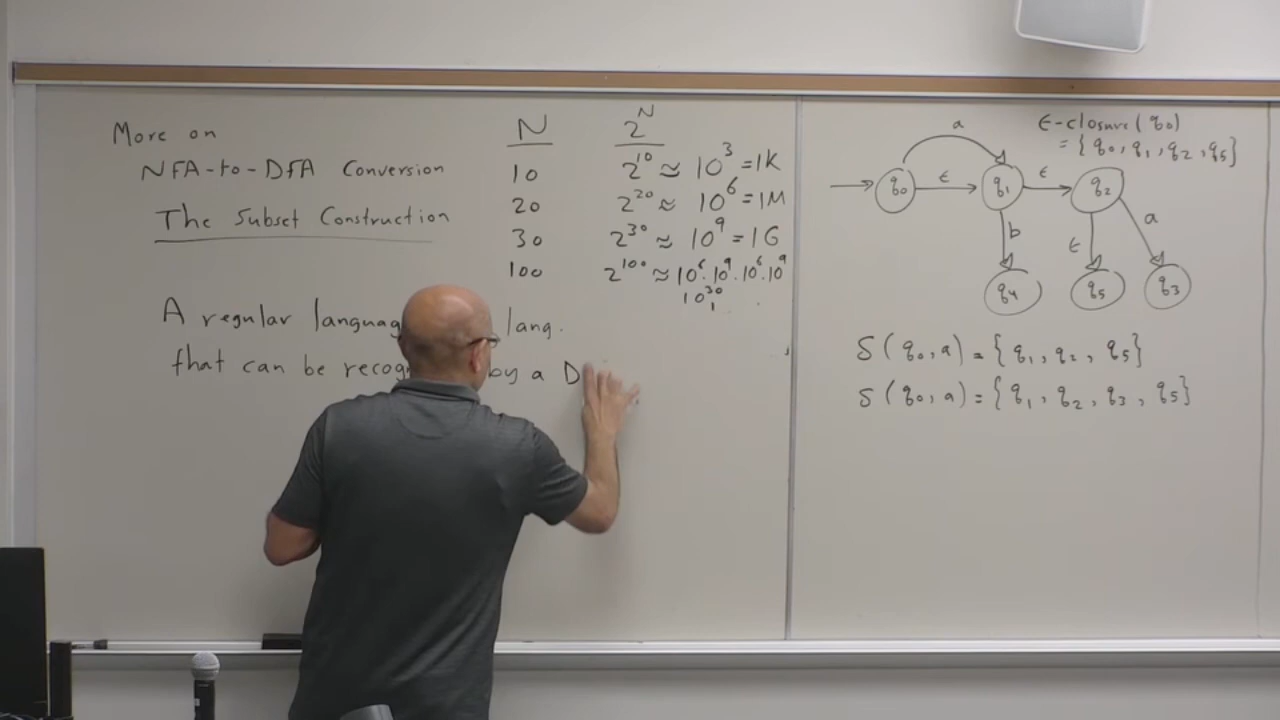 More on
NFA-to-DFA Conversion
The Subset Construction
N 2^N
10 2^10 ≈ 10^3 = 1K
20 2^20 ≈ 10^6 = 1M
30 2^30 ≈ 10^9 = 1G
100 2^100 ≈ 10^6 · 10^9 · 10^6 · 10^9
10^30
A regular languag lang.
that can be recog by a D
ε-closure(q0)
= {q0, q1, q2, q5}
a
q0 ε q1 ε q2
b ε a
q4 q5 q3
δ(q0, a) = {q1, q2, q5}
δ(q0, a) = {q1, q2, q3, q5}